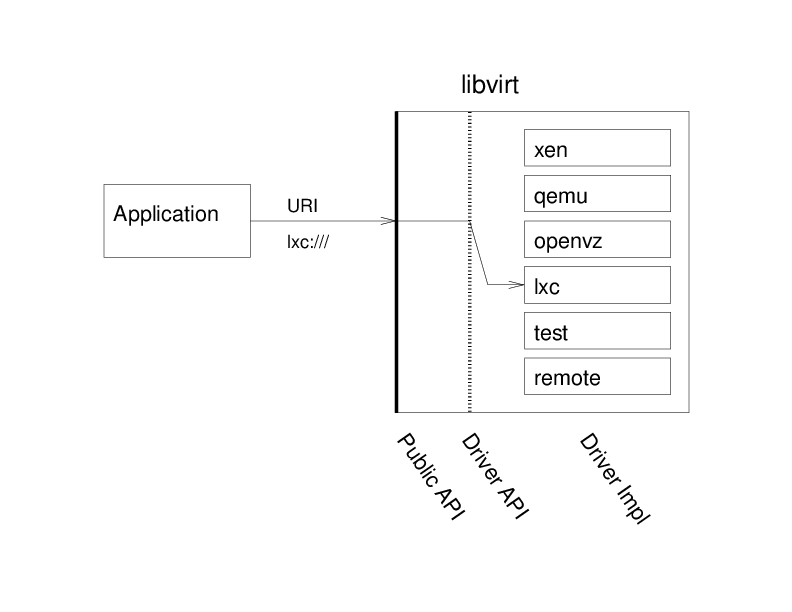 libvirt
xen
qemu
openvz
lxc
test
remote
Application
URI
lxc:///
Public API
Driver API
Driver Impl